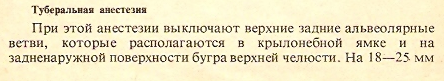 Туберальная анестезия
При этой анестезии выключают верхние задние альвеолярные
ветви, которые располагаются в крылонебной ямке и на
задненаружной поверхности бугра верхней челюсти. На 18—25 мм